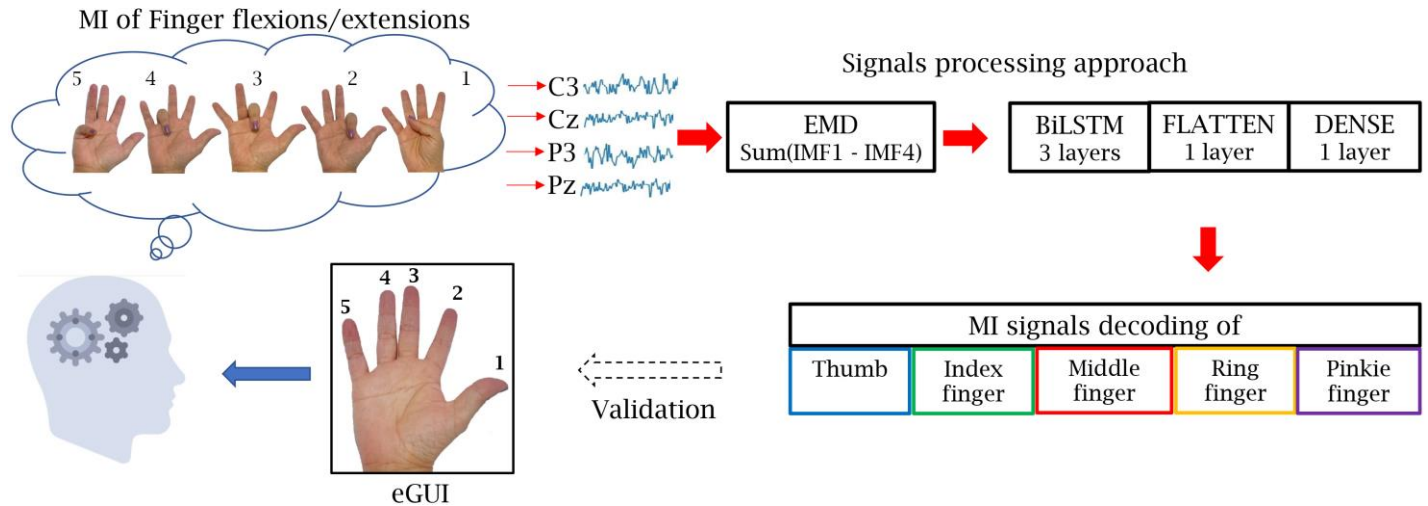 MI of Finger flexions/extensions
5 4 3 2 1
C3
Cz
P3
Pz
Signals processing approach
EMD
Sum(IMF1 - IMF4)
BiLSTM
3 layers
FLATTEN
1 layer
DENSE
1 layer
MI signals decoding of
Thumb
Index
finger
Middle
finger
Ring
finger
Pinkie
finger
Validation
5
4
3
2
1
eGUI